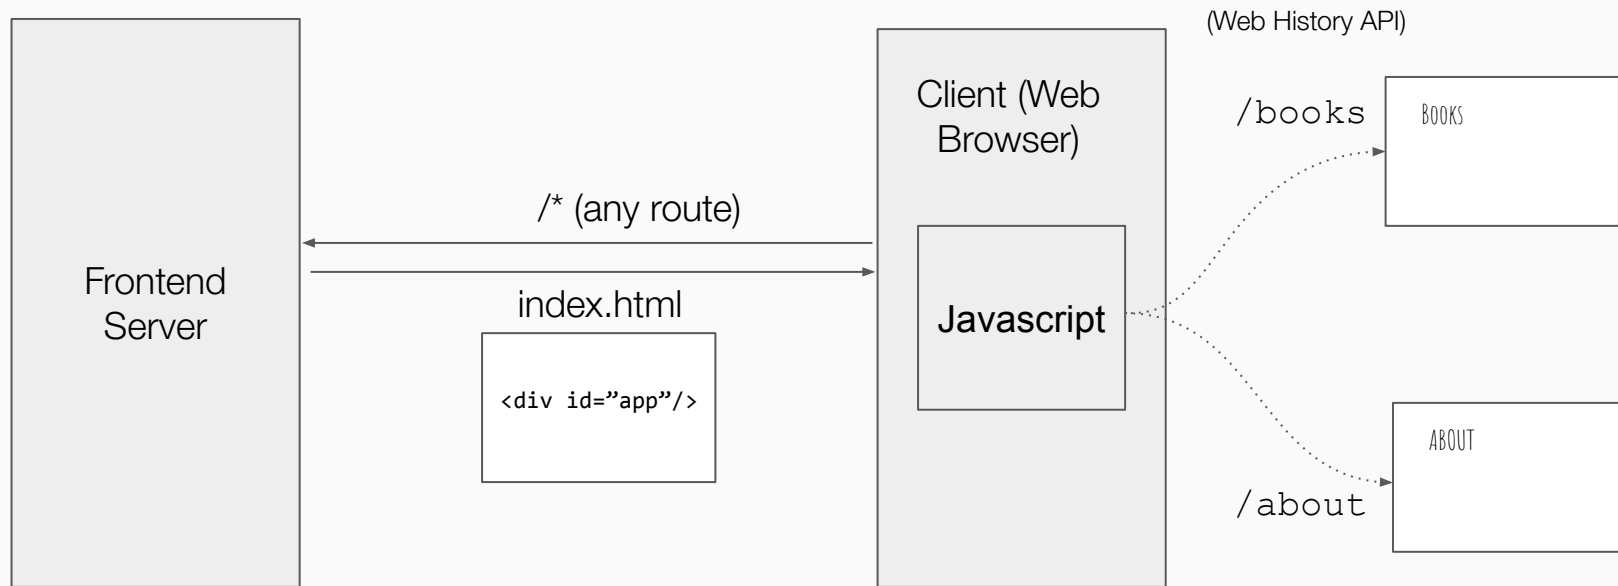 (Web History API)
Client (Web
Browser)
/books
BOOKS
/* (any route)
Frontend
Server
index.html
Javascript
<div id=”app”/>
ABOUT
/about